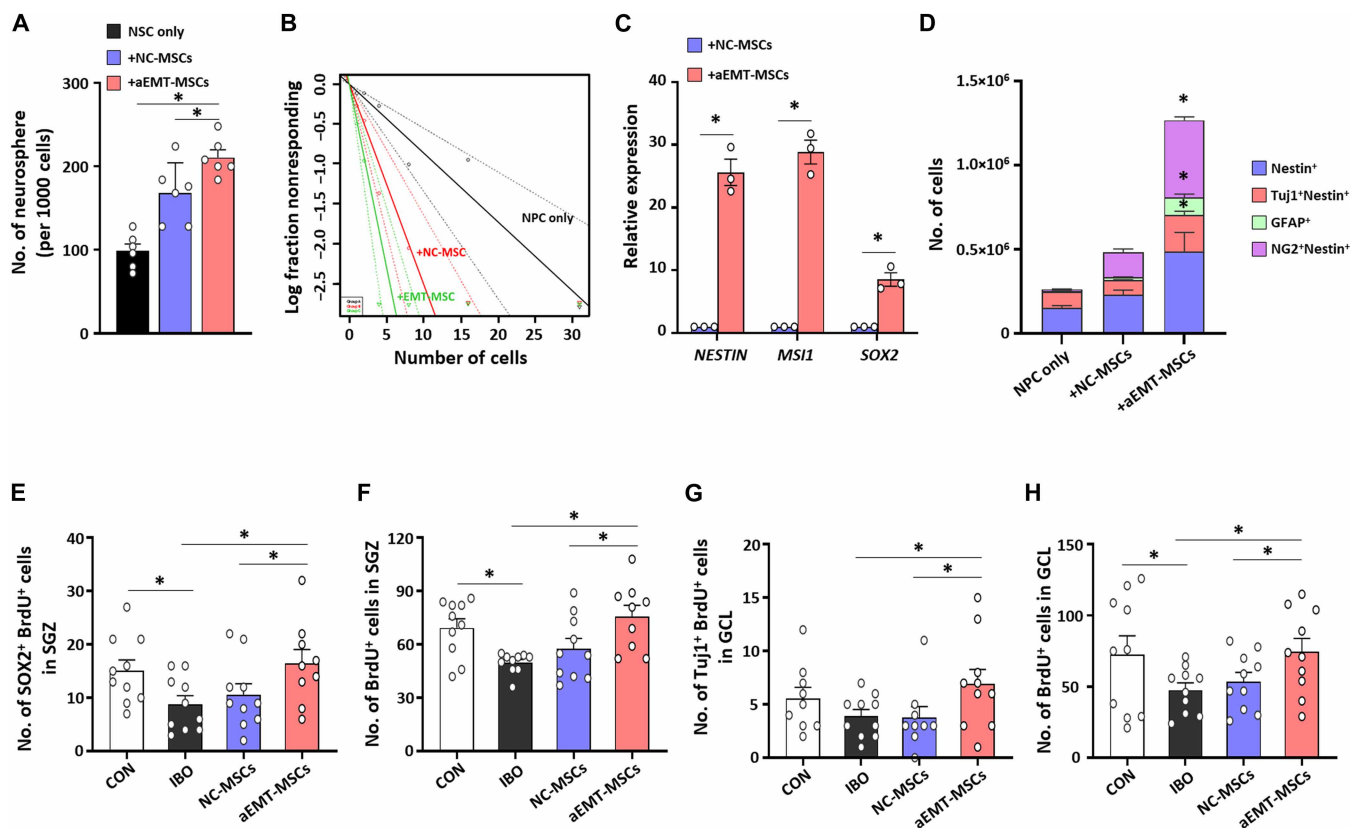 A
NSC only
+NC-MSCs
+aEMT-MSCs
No. of neurosphere
(per 1000 cells)
300
200
100
0
*
*
B
Log fraction nonresponding
0.0
-0.5
-1.0
-1.5
-2.0
-2.5
NPC only
+NC-MSC
+EMT-MSC
0 5 10 15 20 25 30
Number of cells
C
+NC-MSCs
+aEMT-MSCs
Relative expression
40
30
20
10
0
*
*
*
NESTIN MSI1 SOX2
D
No. of cells
1.5×10⁶
1.0×10⁶
0.5×10⁶
0
*
*
*
NPC only
+NC-MSCs
+aEMT-MSCs
Nestin⁺
Tuj1⁺Nestin⁺
GFAP⁺
NG2⁺Nestin⁺
E
No. of SOX2⁺ BrdU⁺ cells
in SGZ
40
30
20
10
0
*
*
*
CON
IBO
NC-MSCs
aEMT-MSCs
F
No. of BrdU⁺ cells in SGZ
120
90
60
30
0
*
*
*
CON
IBO
NC-MSCs
aEMT-MSCs
G
No. of Tuj1⁺ BrdU⁺ cells
in GCL
20
15
10
5
0
*
*
CON
IBO
NC-MSCs
aEMT-MSCs
H
No. of BrdU⁺ cells in GCL
150
100
50
0
*
*
*
CON
IBO
NC-MSCs
aEMT-MSCs